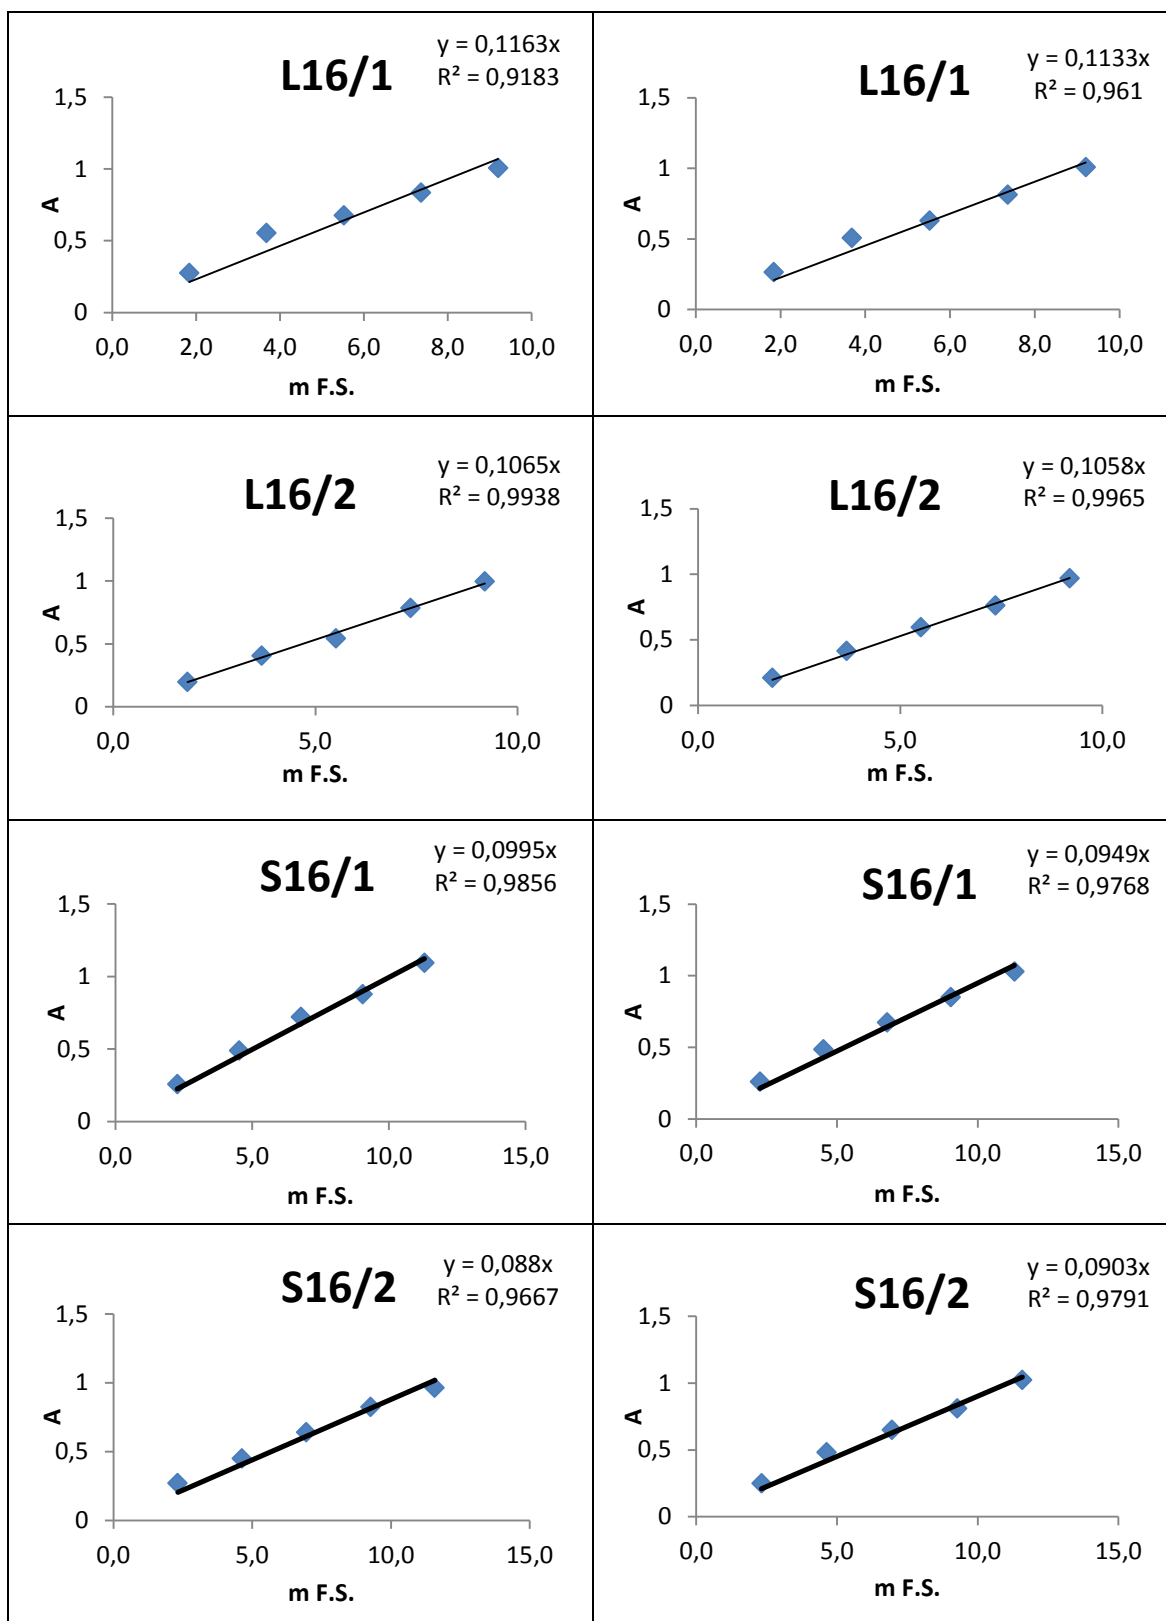 L16/1
y = 0,1163x
R² = 0,9183
1,5
1
0,5
0
A
0,0 2,0 4,0 6,0 8,0 10,0
m F.S.
L16/1
y = 0,1133x
R² = 0,961
1,5
1
0,5
0
A
0,0 2,0 4,0 6,0 8,0 10,0
m F.S.
L16/2
y = 0,1065x
R² = 0,9938
1,5
1
0,5
0
A
0,0 5,0 10,0
m F.S.
L16/2
y = 0,1058x
R² = 0,9965
1,5
1
0,5
0
A
0,0 5,0 10,0
m F.S.
S16/1
y = 0,0995x
R² = 0,9856
1,5
1
0,5
0
A
0,0 5,0 10,0 15,0
m F.S.
S16/1
y = 0,0949x
R² = 0,9768
1,5
1
0,5
0
A
0,0 5,0 10,0 15,0
m F.S.
S16/2
y = 0,088x
R² = 0,9667
1,5
1
0,5
0
A
0,0 5,0 10,0 15,0
m F.S.
S16/2
y = 0,0903x
R² = 0,9791
1,5
1
0,5
0
A
0,0 5,0 10,0 15,0
m F.S.